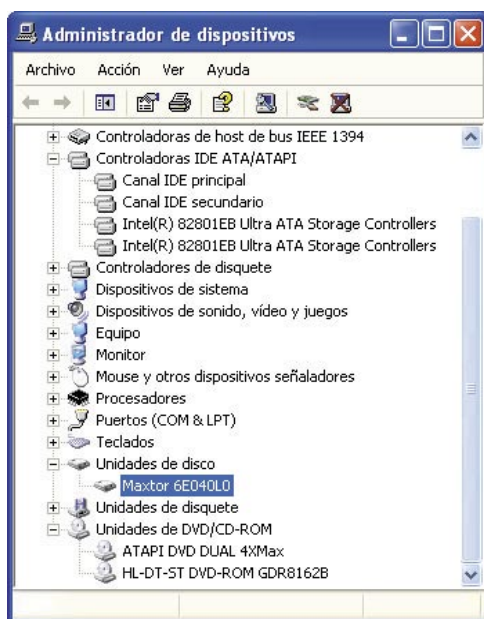 Administrador de dispositivos
Archivo Acción Ver Ayuda
Controladoras de host de bus IEEE 1394
Controladoras IDE ATA/ATAPI
Canal IDE principal
Canal IDE secundario
Intel(R) 82801EB Ultra ATA Storage Controllers
Intel(R) 82801EB Ultra ATA Storage Controllers
Controladores de disquete
Dispositivos de sistema
Dispositivos de sonido, vídeo y juegos
Equipo
Monitor
Mouse y otros dispositivos señaladores
Procesadores
Puertos (COM & LPT)
Teclados
Unidades de disco
Maxtor 6E040L0
Unidades de disquete
Unidades de DVD/CD-ROM
ATAPI DVD DUAL 4XMax
HL-DT-ST DVD-ROM GDR8162B